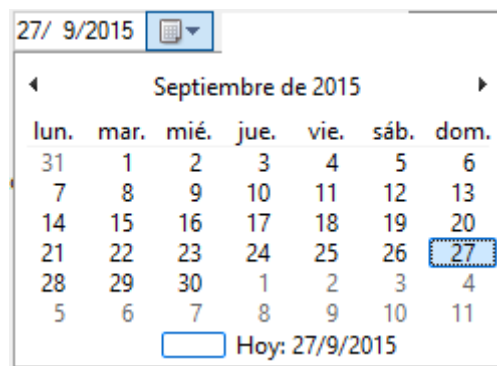 27/ 9/2015
Septiembre de 2015
lun. mar. mié. jue. vie. sáb. dom.
31 1 2 3 4 5 6
7 8 9 10 11 12 13
14 15 16 17 18 19 20
21 22 23 24 25 26 27
28 29 30 1 2 3 4
5 6 7 8 9 10 11
Hoy: 27/9/2015